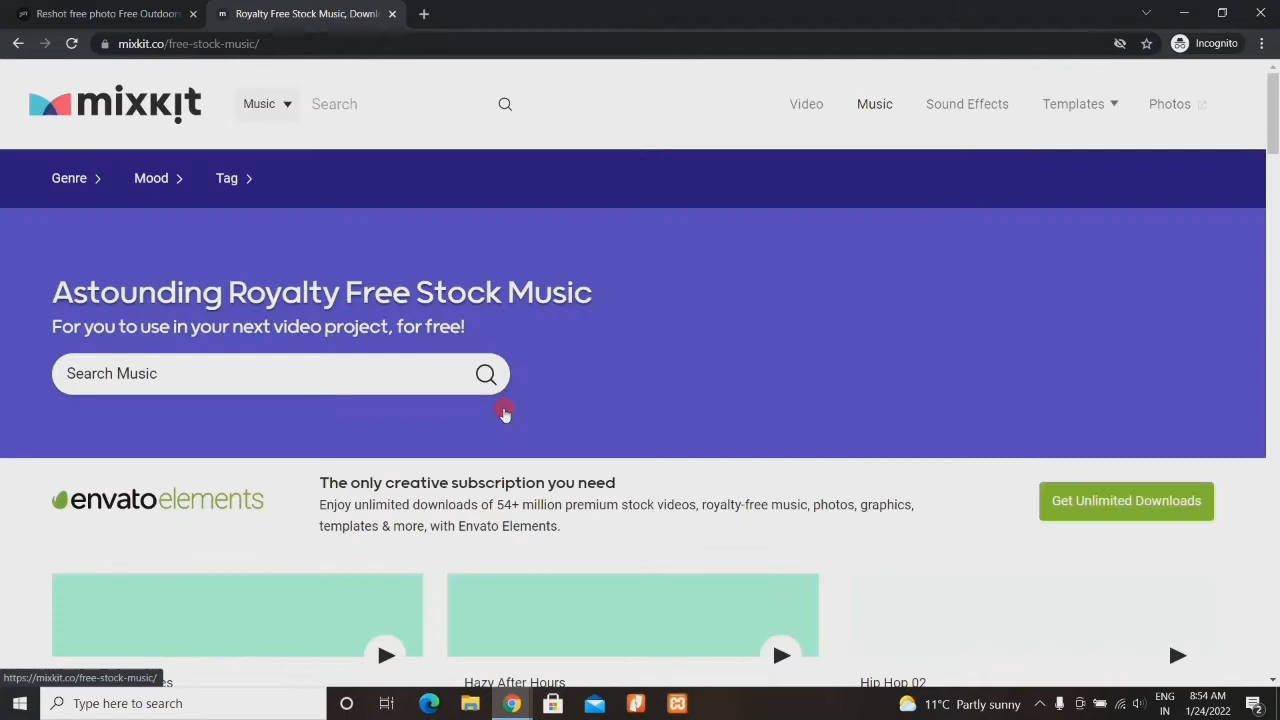 Reshot free photo Free Outdoors
Royalty Free Stock Music, Downl
mixkit.co/free-stock-music/
Incognito
mixkit
Music
Search
Video
Music
Sound Effects
Templates
Photos
Genre
Mood
Tag
Astounding Royalty Free Stock Music
For you to use in your next video project, for free!
Search Music
envatoelements
The only creative subscription you need
Enjoy unlimited downloads of 54+ million premium stock videos, royalty-free music, photos, graphics,
templates & more, with Envato Elements.
Get Unlimited Downloads
Hazy After Hours
Hip Hop 02
https://mixkit.co/free-stock-music/
Type here to search
11°C Partly sunny
ENG
IN
8:54 AM
1/24/2022
2